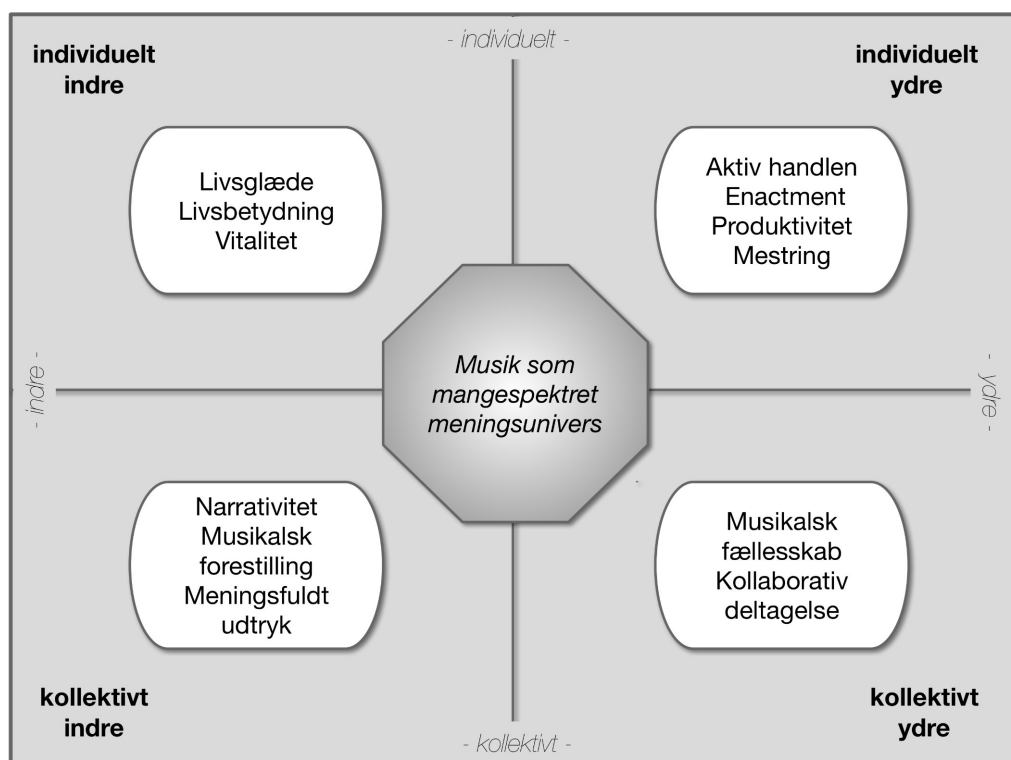 - individuelt -
individuelt
indre
individuelt
ydre
Livsglæde
Livsbetydning
Vitalitet
Aktiv handlen
Enactment
Produktivitet
Mestring
- indre -
Musik som
mangespektret
meningsunivers
- ydre -
Narrativitet
Musikalsk
forestilling
Meningsfuldt
udtryk
Musikalsk
fællesskab
Kollaborativ
deltagelse
kollektivt
indre
kollektivt
ydre
- kollektivt -